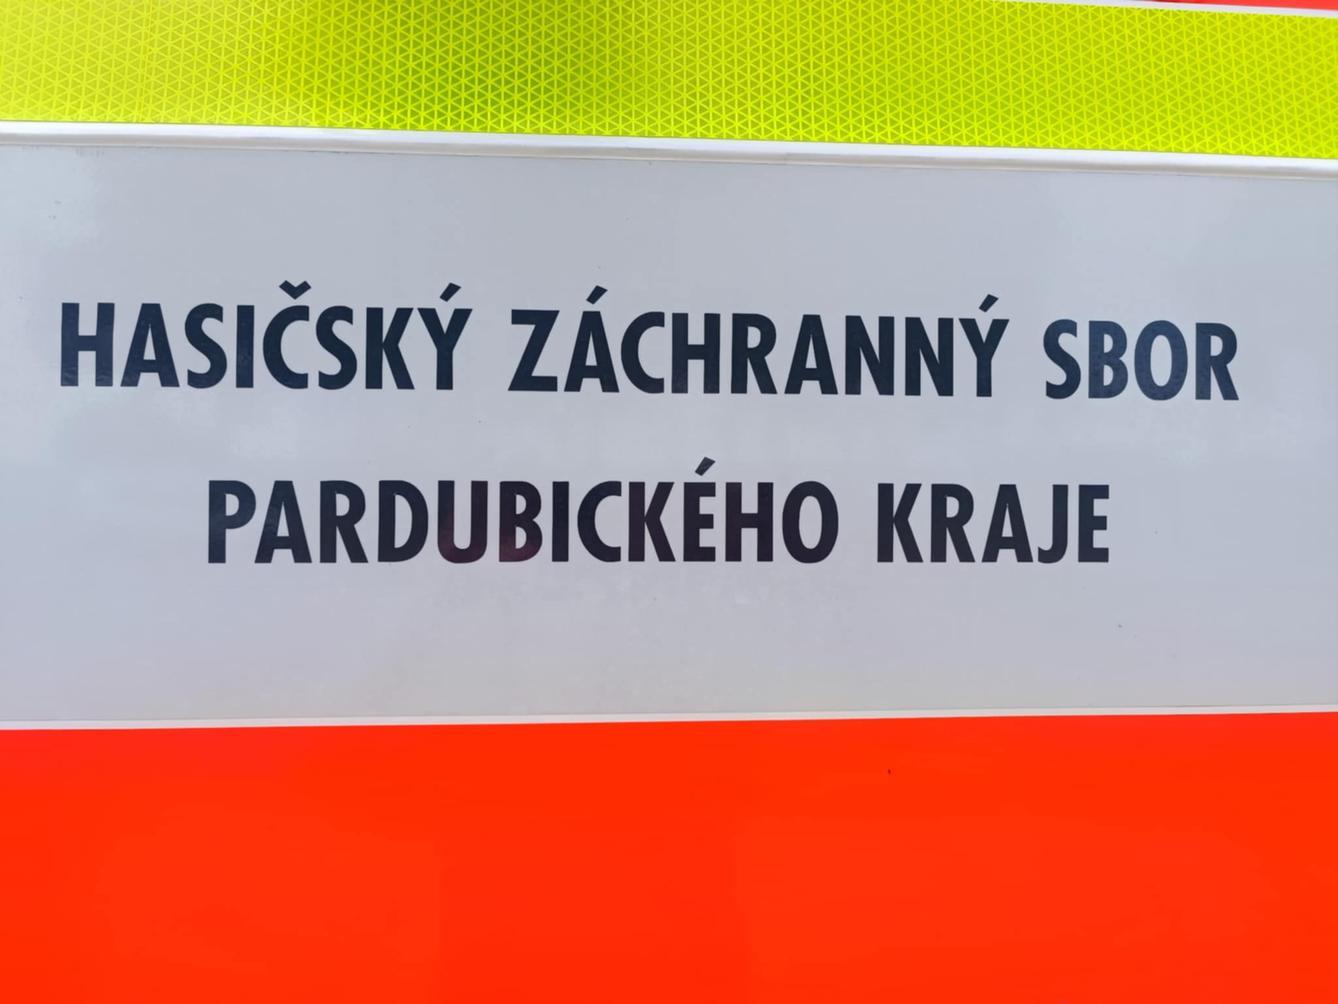 HASIČSKÝ ZÁCHRANNÝ SBOR
PARDUBICKÉHO KRAJE